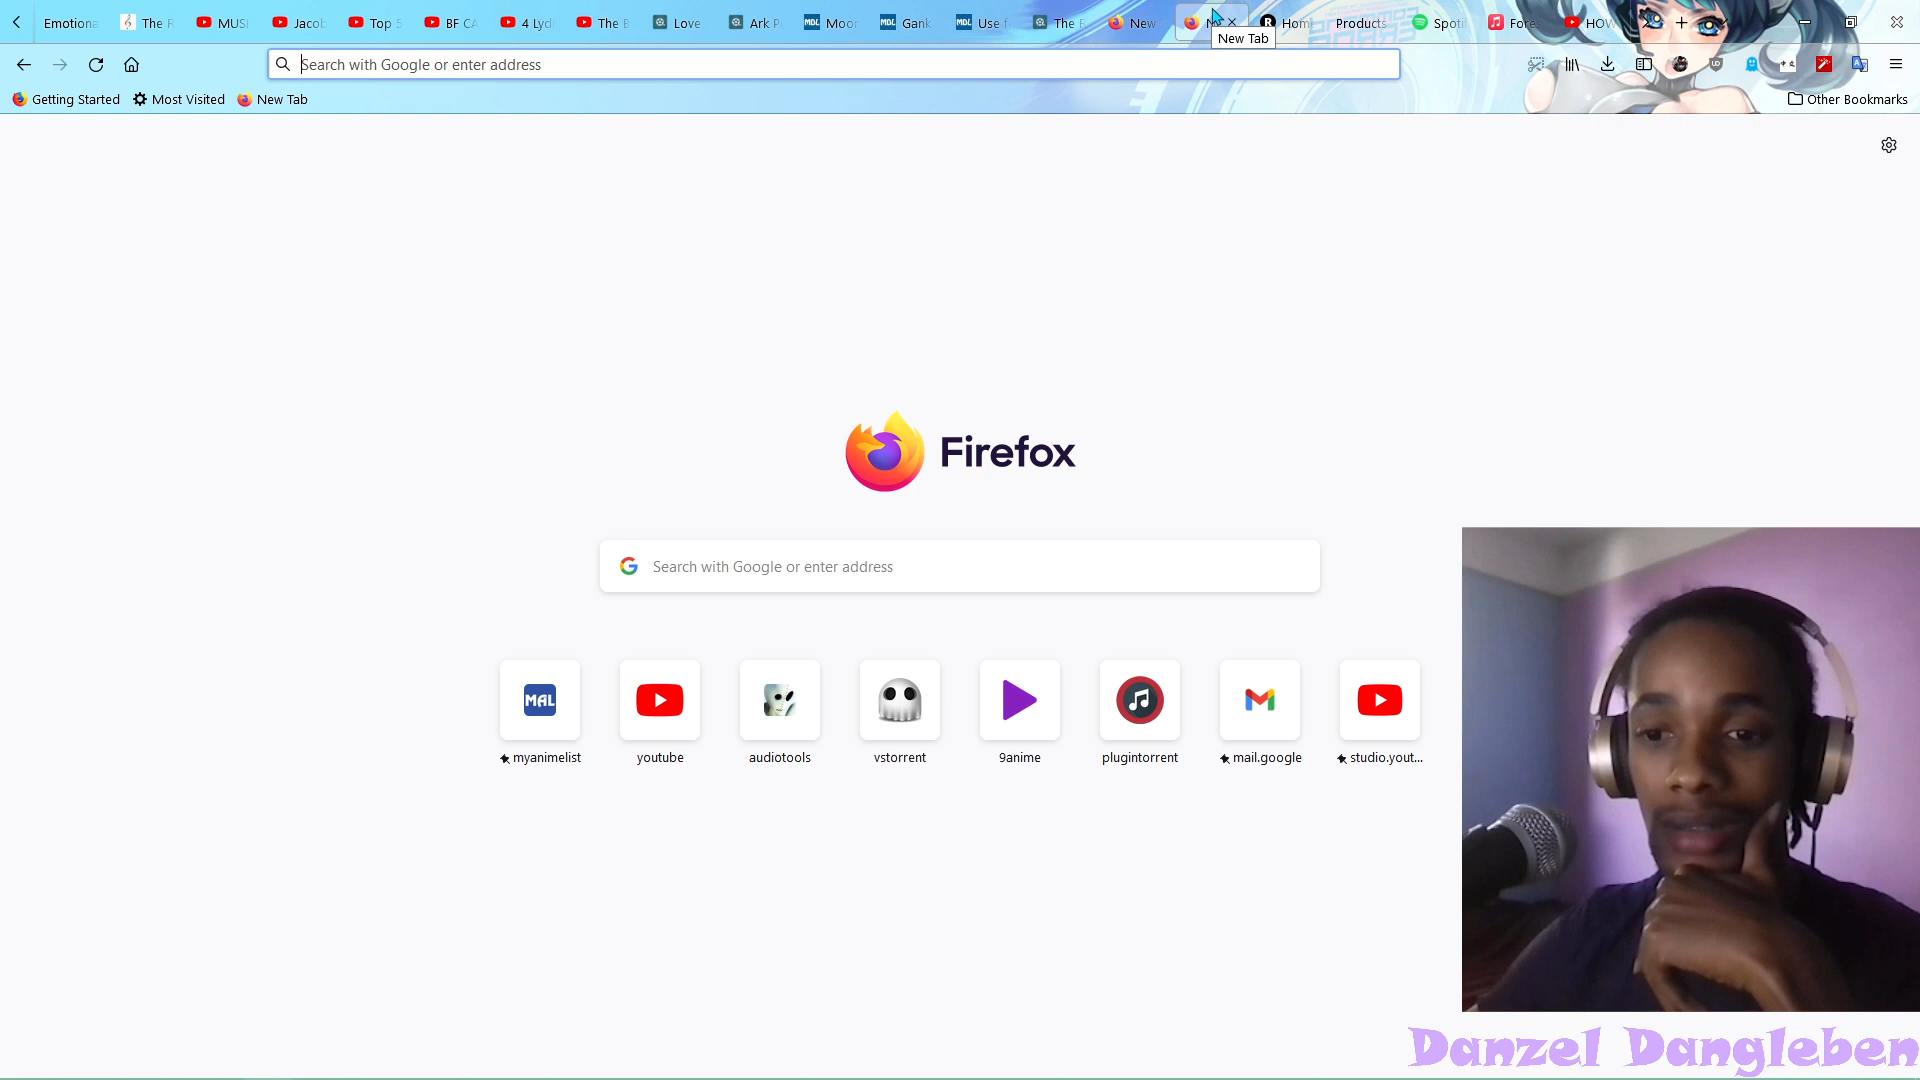 Emotiona The R MUSI Jacob Top 5 BF CA 4 Lydi The B Love Ark P MDL Moor MDL Gank MDL Use f The R New N Hom Products Spoti Fores HOW
New Tab
Search with Google or enter address
Getting Started Most Visited New Tab Other Bookmarks
Firefox
Search with Google or enter address
MAL
myanimelist youtube audiotools vstorrent 9anime plugintorrent mail.google studio.yout...
Danzel Dangleben